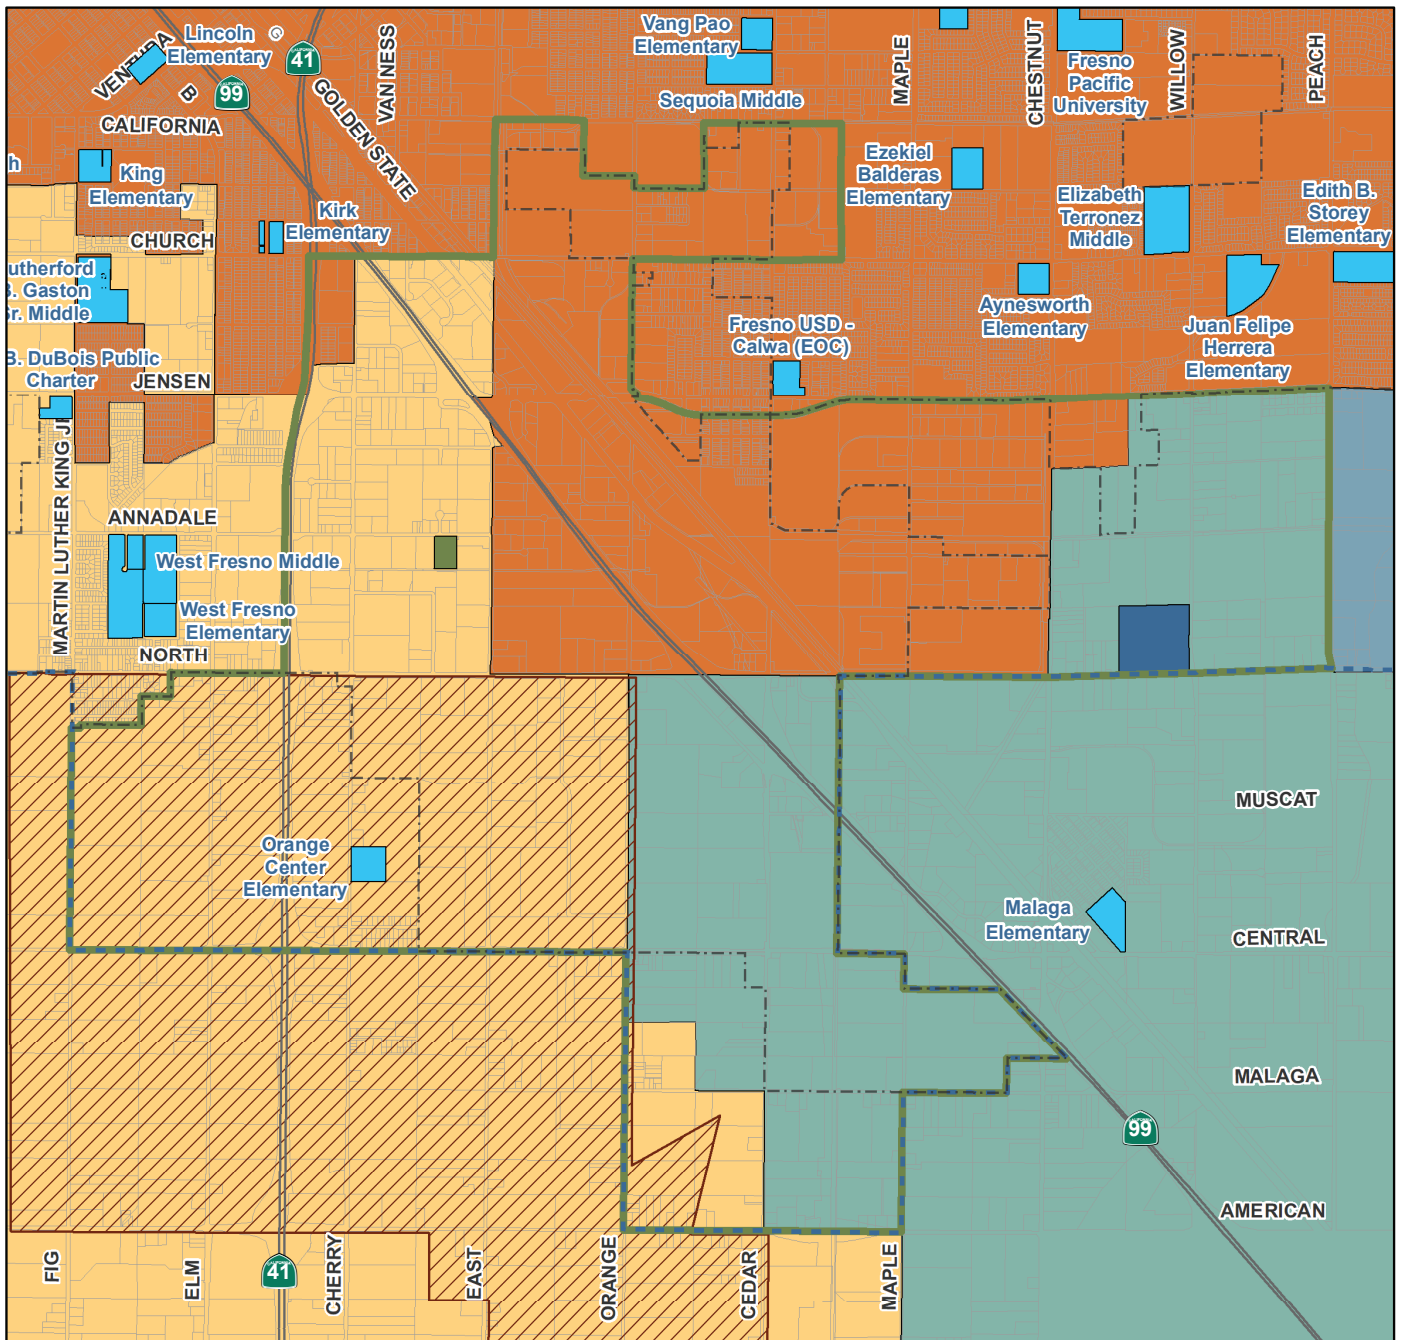 VENTURA
B
Lincoln
Elementary
G
CALIFORNIA
41
99
VAN NESS
CALIFORNIA
GOLDEN STATE
Vang Pao
Elementary
Sequoia Middle
MAPLE
CHESTNUT
Fresno
Pacific
University
WILLOW
PEACH
h
King
Elementary
Kirk
Elementary
CHURCH
Ezekiel
Balderas
Elementary
Elizabeth
Terronez
Middle
Edith B.
Storey
Elementary
utherford
B. Gaston
Sr. Middle
Aynesworth
Elementary
Juan Felipe
Herrera
Elementary
Fresno USD -
Calwa (EOC)
B. DuBois Public
Charter
JENSEN
MARTIN LUTHER KING J
ANNADALE
West Fresno Middle
West Fresno
Elementary
NORTH
MUSCAT
Orange
Center
Elementary
Malaga
Elementary
CENTRAL
MALAGA
99
AMERICAN
FIG
ELM
41
CHERRY
EAST
ORANGE
CEDAR
MAPLE